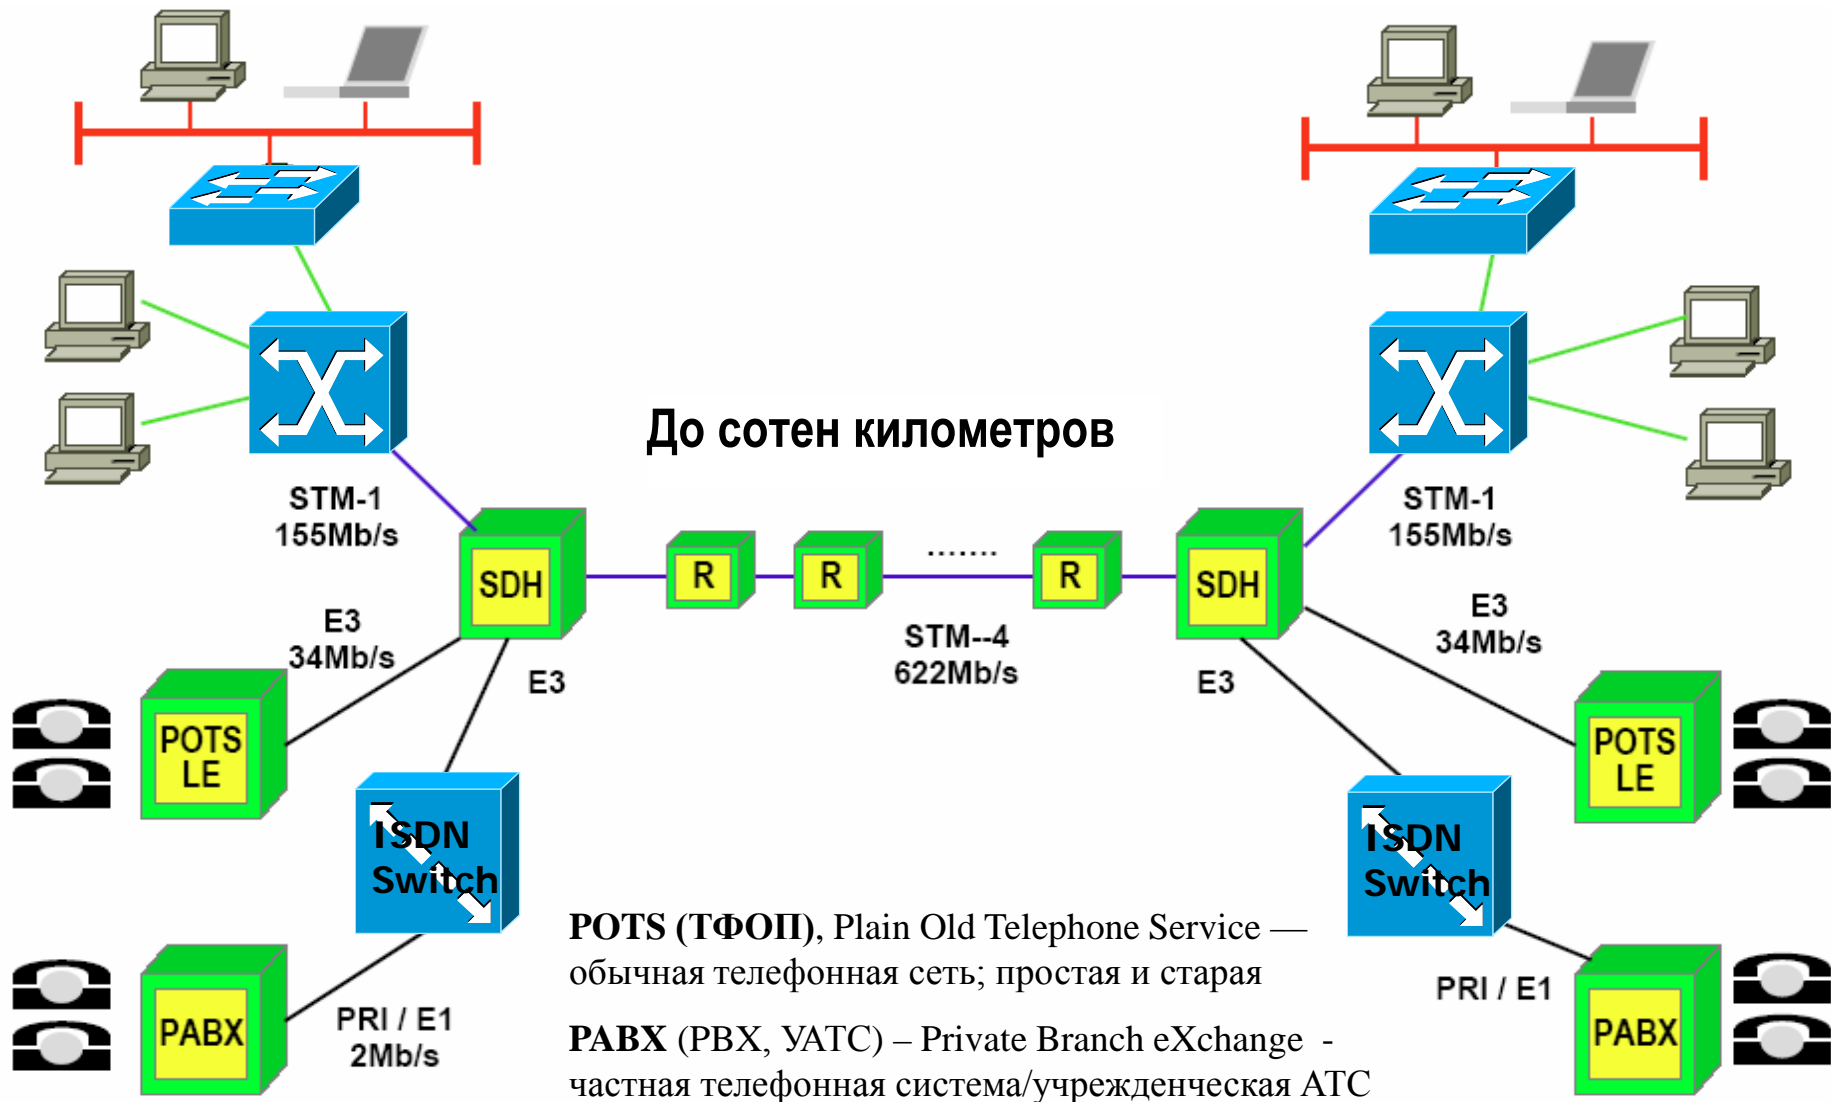 До сотен километров
STM-1
155Mb/s
STM-1
155Mb/s
SDH
R
R
.......
R
SDH
E3
34Mb/s
E3
STM--4
622Mb/s
E3
E3
34Mb/s
POTS
LE
POTS
LE
ISDN
Switch
ISDN
Switch
POTS (ТФОП), Plain Old Telephone Service —
обычная телефонная сеть; простая и старая
PABX
PRI / E1
2Mb/s
PABX (PBX, УАТС) – Private Branch eXchange -
частная телефонная система/учрежденческая АТС
PRI / E1
PABX